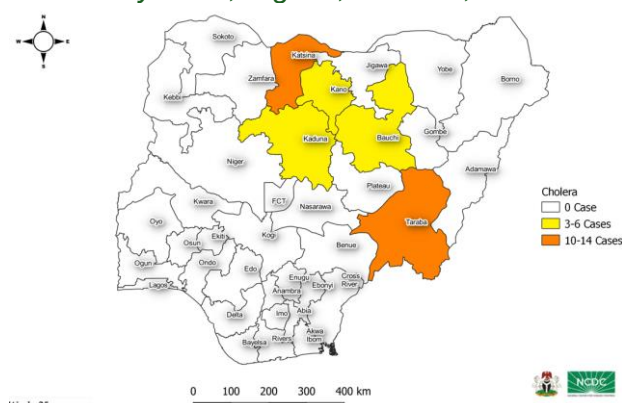 N
W
E
S
Sokoto
Katsina
Jigawa
Yobe
Borno
Zamfara
Kebbi
Kano
Kaduna
Bauchi
Gombe
Adamawa
Niger
Plateau
Kwara
FCT
Nasarawa
Taraba
Oyo
Kogi
Benue
Osun
Ekiti
Ogun
Ondo
Edo
Lagos
Enugu
Anambra
Ebonyi
Cross
River
Delta
Imo
Abia
Bayelsa
Rivers
Akwa
Ibom
Cholera
0 Case
3-6 Cases
10-14 Cases
0 100 200 300 400 km
NCDC